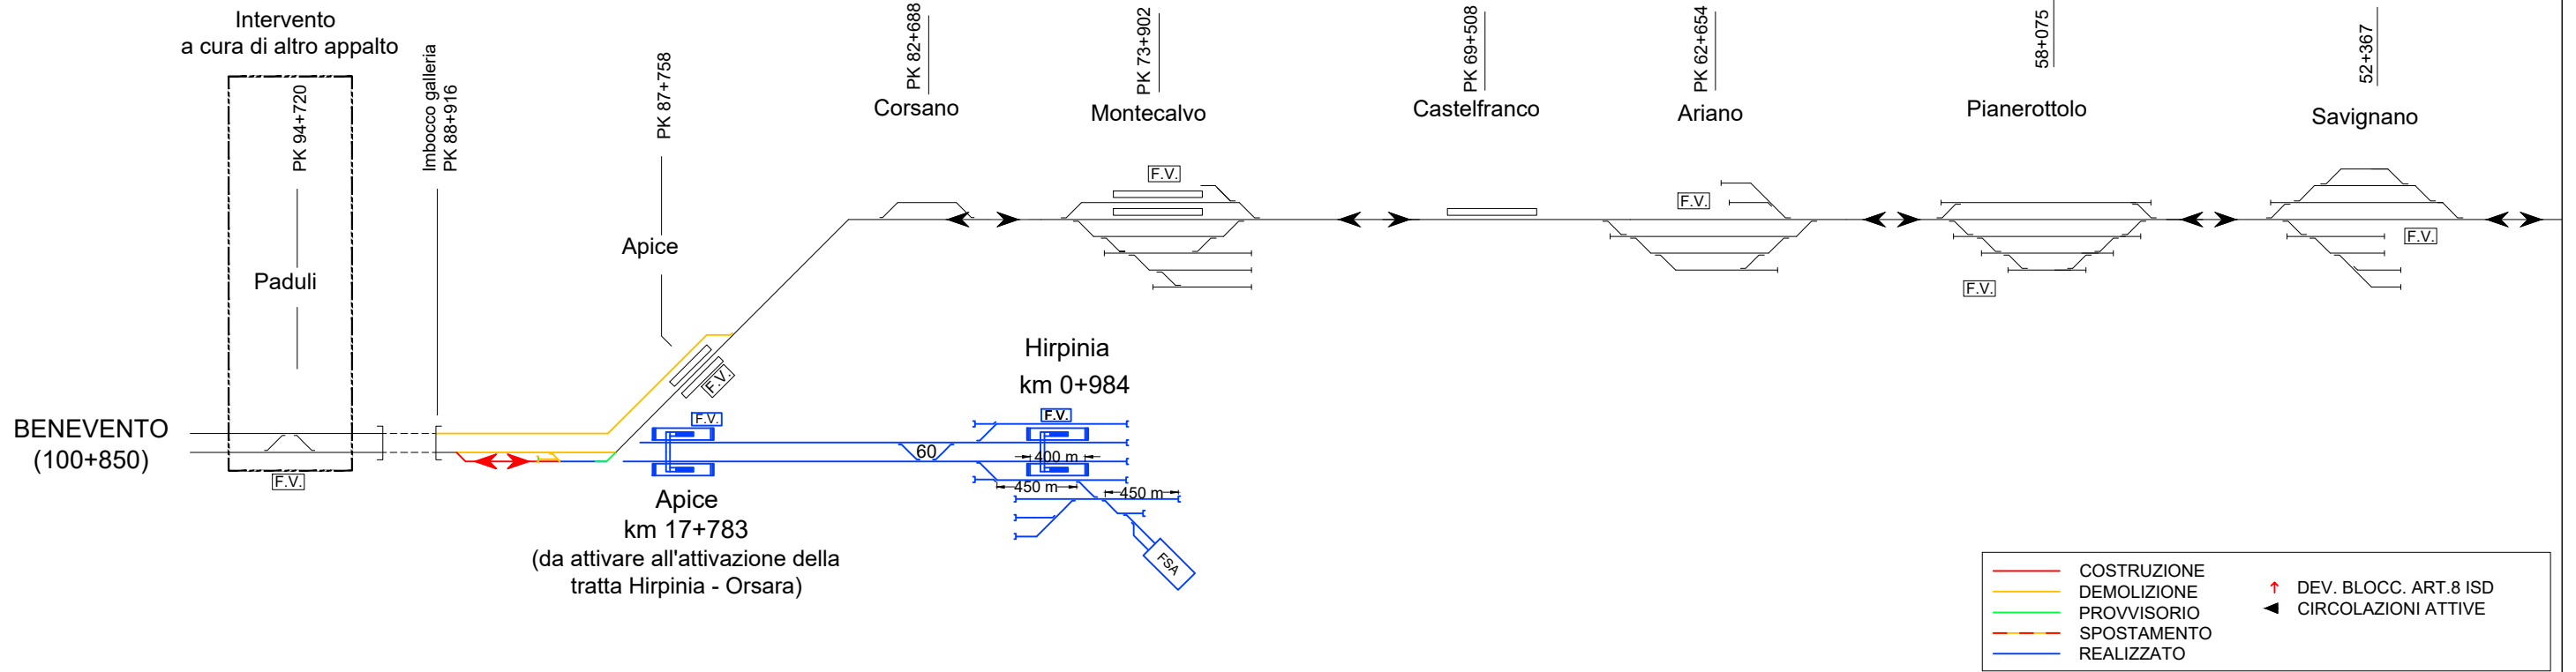 Intervento
a cura di altro appalto
PK 94+720
Paduli
F.V.
Imbocco galleria
PK 88+916
PK 87+758
Apice
F.V.
PK 82+688
Corsano
PK 73+902
Montecalvo
F.V.
PK 69+508
Castelfranco
PK 62+654
Ariano
F.V.
58+075
Pianerottolo
F.V.
52+367
Savignano
F.V.
BENEVENTO
(100+850)
F.V.
Apice
km 17+783
(da attivare all'attivazione della
tratta Hirpinia - Orsara)
Hirpinia
km 0+984
F.V.
60
400 m
450 m
450 m
FSA
COSTRUZIONE
DEMOLIZIONE
PROVVISORIO
SPOSTAMENTO
REALIZZATO
DEV. BLOCC. ART.8 ISD
CIRCOLAZIONI ATTIVE